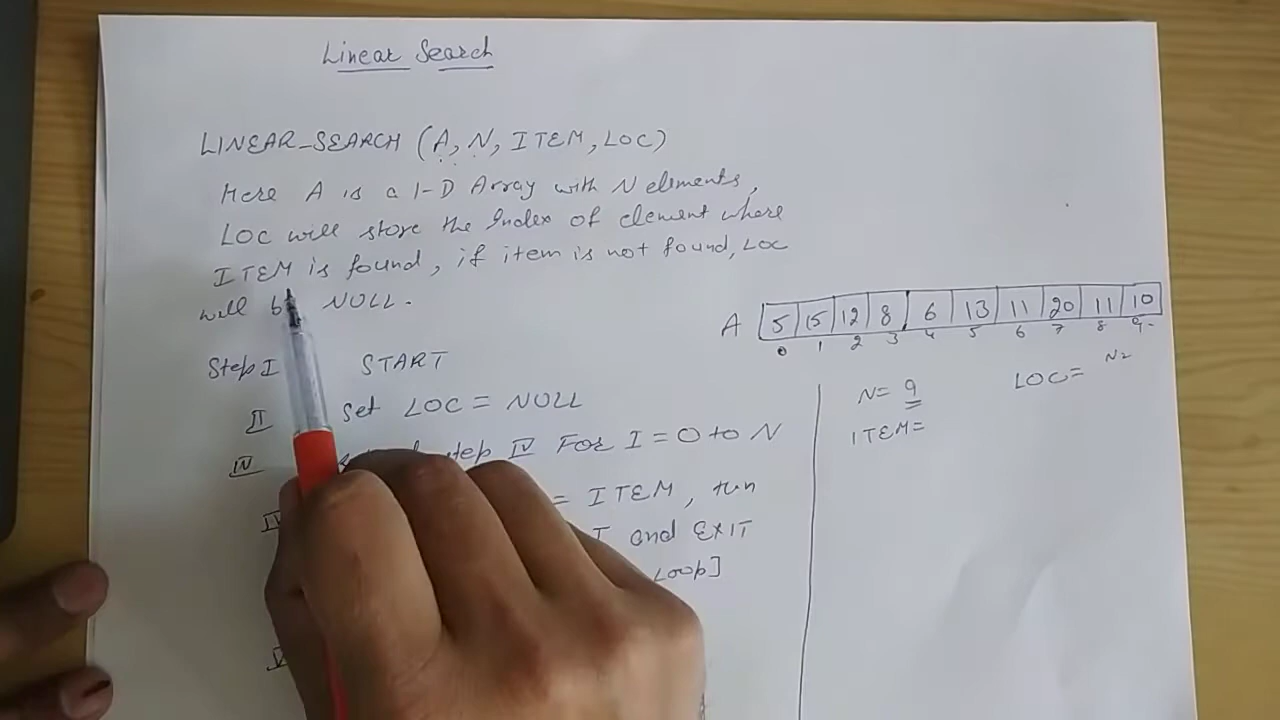 Linear Search
LINEAR_SEARCH (A, N, ITEM, LOC)
Here A is a 1-D Array with N elements,
LOC will store the Index of element where
ITEM is found, if item is not found, LOC
will NULL.
A 5 15 12 8 6 13 11 20 11 10
0 1 2 3 4 5 6 7 8 9
Step I START
II Set LOC = NULL
IV step IV For I = 0 to N
= ITEM, then
I and EXIT
Loop]
V
N = 9
LOC =
N=
ITEM=